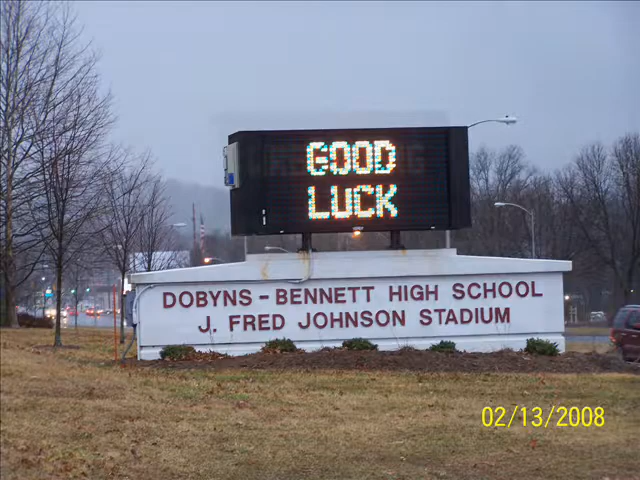 GOOD
LUCK
DOBYNS - BENNETT HIGH SCHOOL
J. FRED JOHNSON STADIUM
02/13/2008